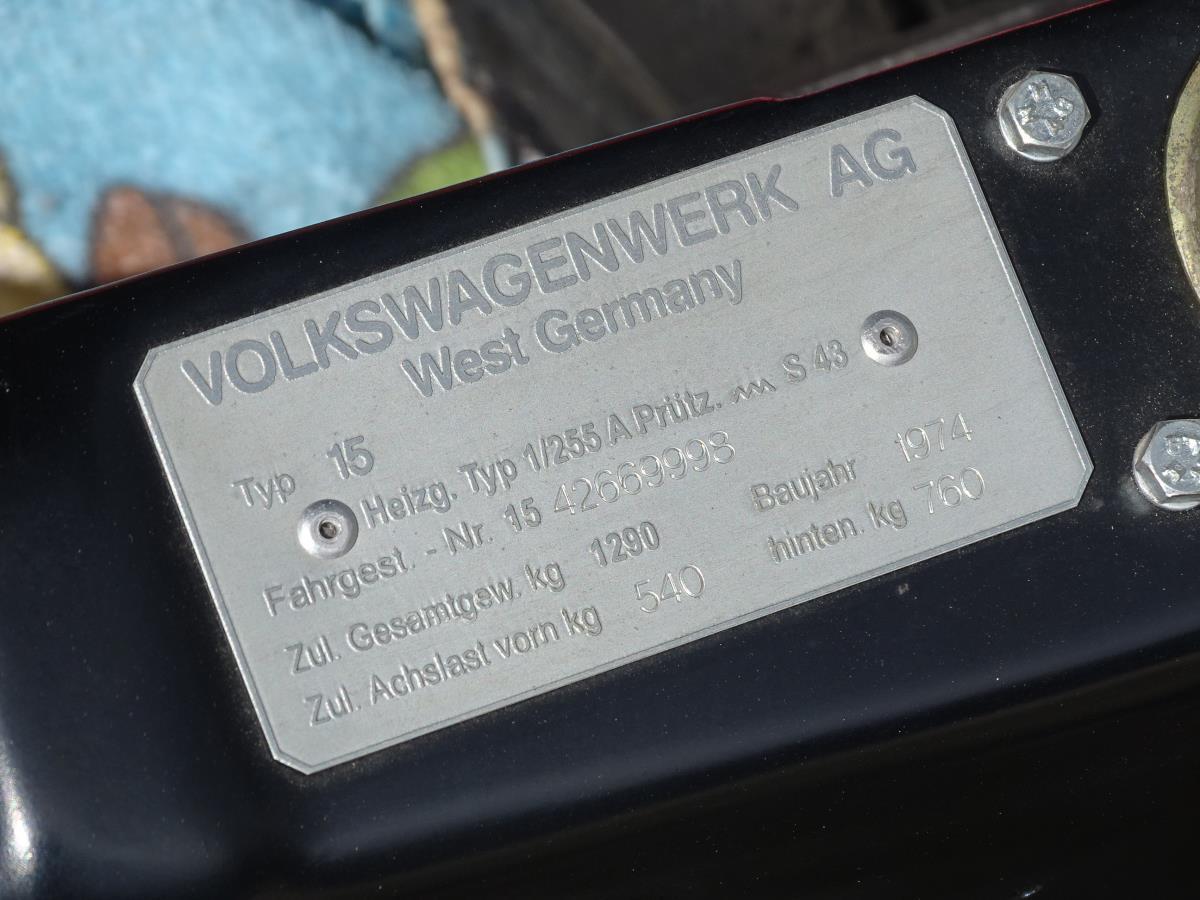 VOLKSWAGENWERK AG
West Germany
Typ 15
Heizg. Typ 1/255 A Prütz. S 43
Fahrgest. - Nr. 15 42669998 Baujahr 1974
Zul. Gesamtgew. kg 1290
Zul. Achslast vorn kg 540 hinten. kg 760